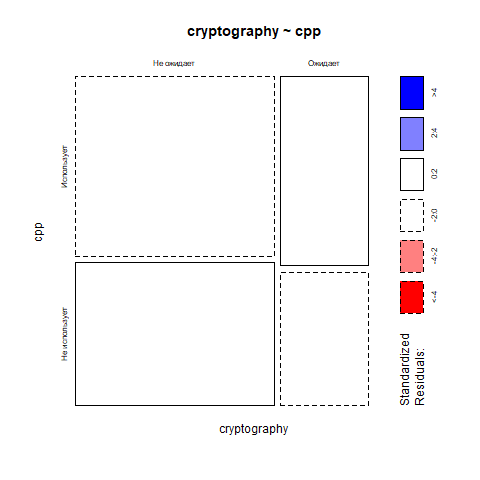 cryptography ~ cpp
Не ожидает
Ожидает
Использует
Не использует
cpp
cryptography
>4
2:4
0:2
-2:0
-4:-2
<-4
Standardized
Residuals: